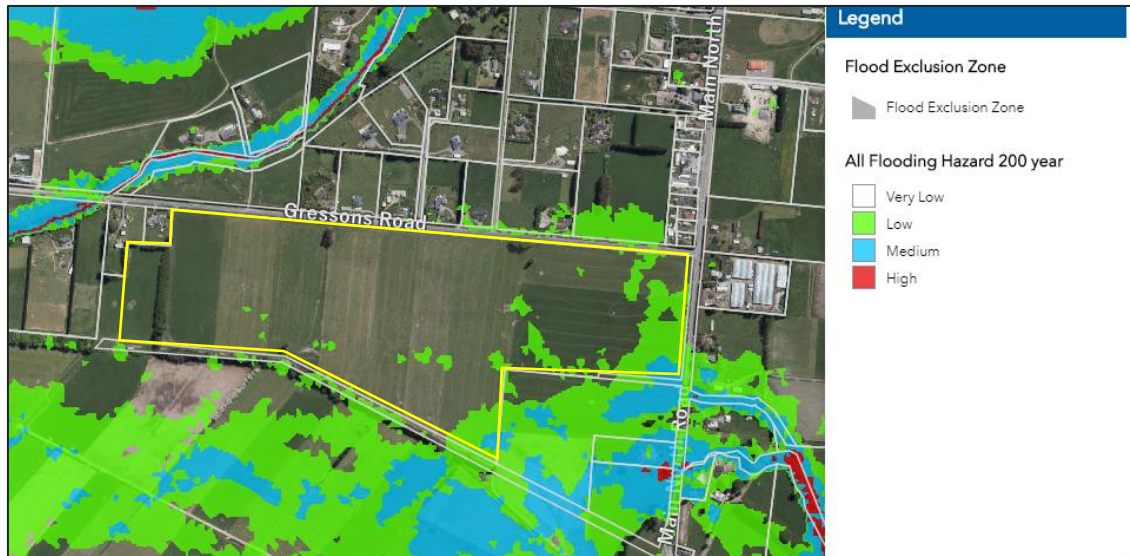 Legend
Flood Exclusion Zone
Flood Exclusion Zone
All Flooding Hazard 200 year
Very Low
Low
Medium
High
Main North
Gressons Road
Main